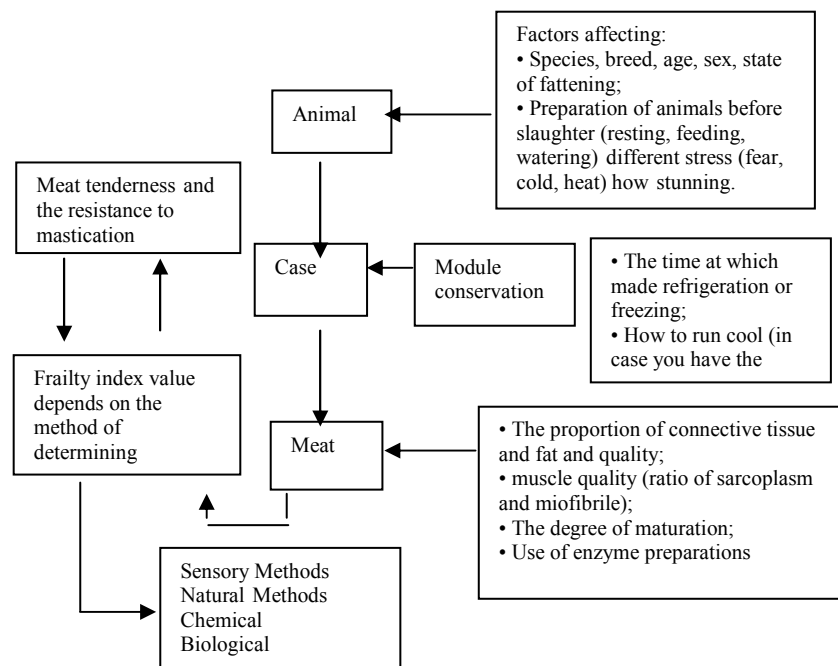 Factors affecting:
• Species, breed, age, sex, state
of fattening;
• Preparation of animals before
slaughter (resting, feeding,
watering) different stress (fear,
cold, heat) how stunning.
Animal
Meat tenderness and
the resistance to
mastication
Case
Module
conservation
• The time at which
made refrigeration or
freezing;
• How to run cool (in
case you have the
Frailty index value
depends on the
method of
determining
Meat
• The proportion of connective tissue
and fat and quality;
• muscle quality (ratio of sarcoplasm
and miofibrile);
• The degree of maturation;
• Use of enzyme preparations
Sensory Methods
Natural Methods
Chemical
Biological